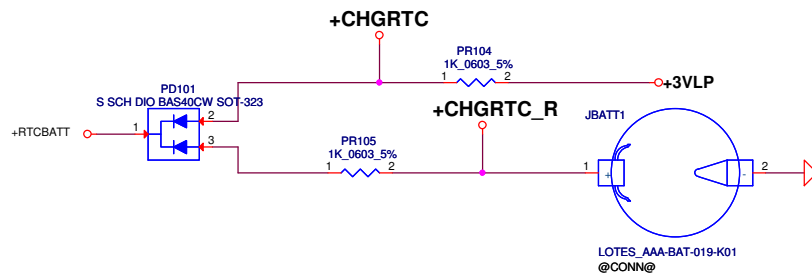 +CHGRTC
PR104
1K_0603_5%
1
2
+3VLP
PD101
S SCH DIO BAS40CW SOT-323
+RTCBATT
1
2
3
+CHGRTC_R
JBATT1
PR105
1K_0603_5%
1
2
1
+
-
2
LOTES_AAA-BAT-019-K01
@CONN@